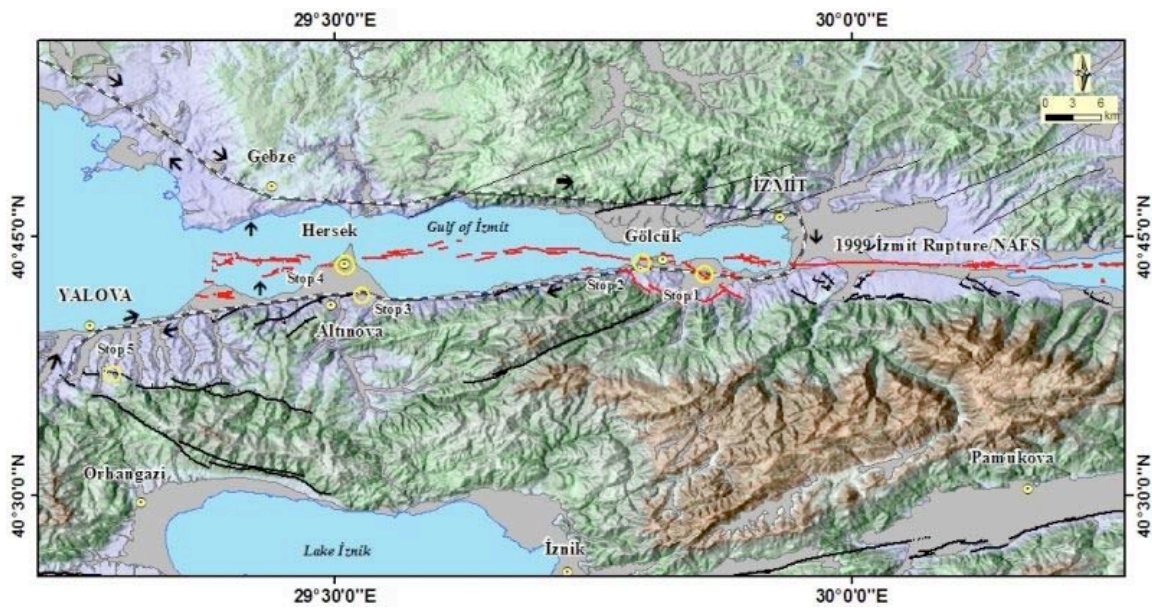 29°30'0"E
30°0'0"E
0 3 6
km
Gebze
İZMİT
40°45'0"N
Hersek
Gulf of İzmit
Gölcük
1999 İzmit Rupture NAFS
40°45'0"N
Stop 4
Stop 2
Stop 1
YALOVA
Stop 3
Altınova
Stop 5
Orhangazi
Pamukova
40°30'0"N
40°30'0"N
Lake İznik
İznik
29°30'0"E
30°0'0"E